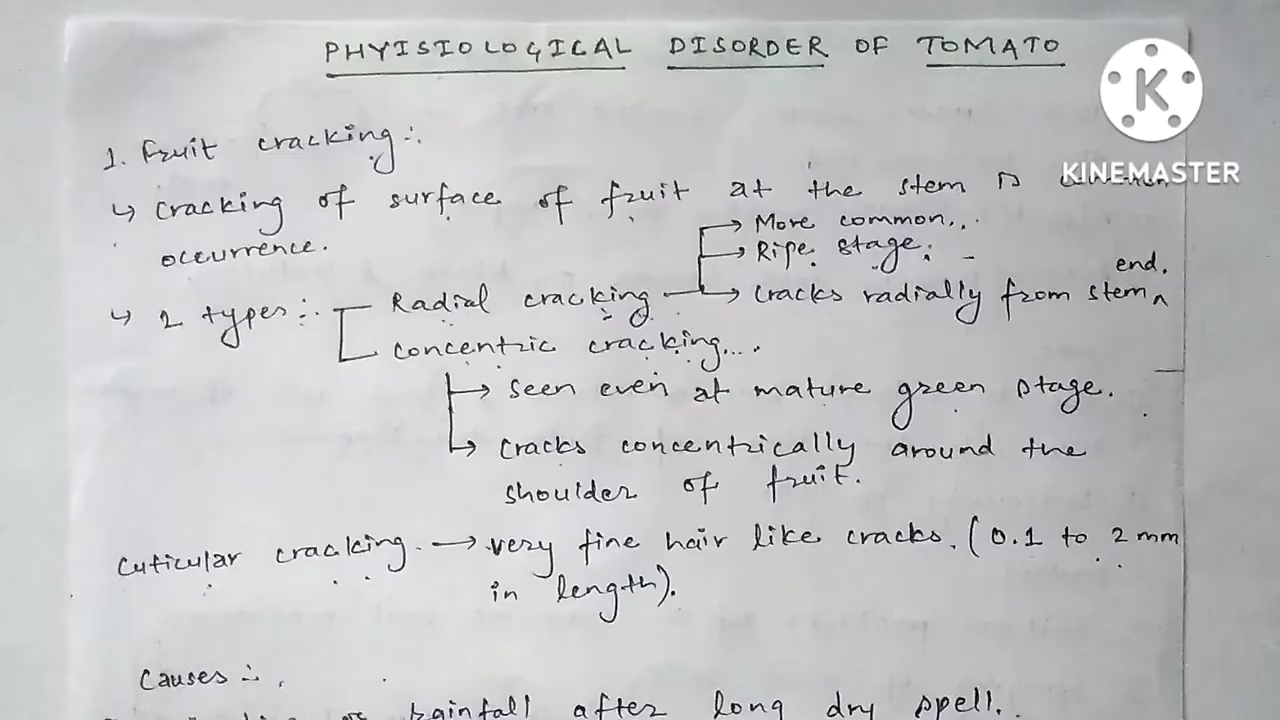 PHYISIOLOGICAL DISORDER OF TOMATO
K
KINEMASTER
1. Fruit cracking:.
↳ Cracking of surface of fruit at the stem is common
occurrence.
→ More common..
→ Ripe stage.
↳ 2 types:. Radial cracking → cracks radially from stem ^ end.
concentric cracking....
→ seen even at mature green stage.
→ cracks concentrically around the
shoulder of fruit.
Cuticular cracking. → very fine hair like cracks. (0.1 to 2 mm
in length).
Causes:.
rainfall after long dry spell..